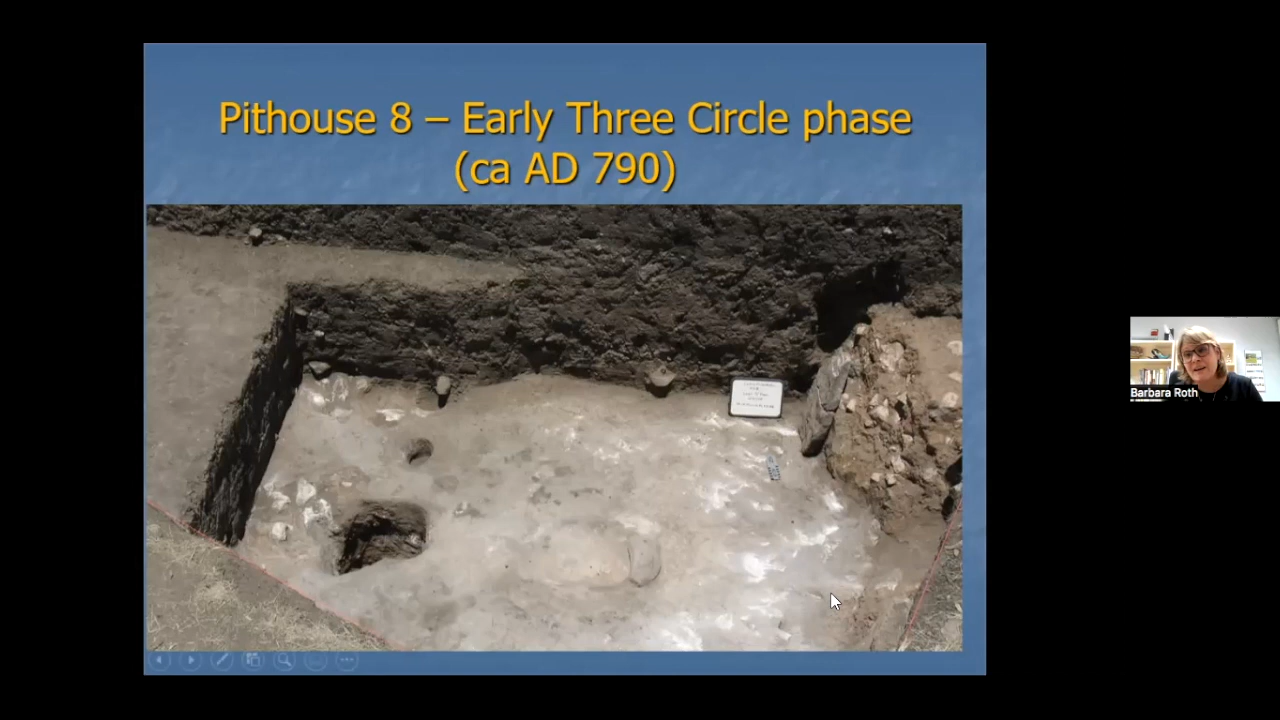 Pithouse 8 – Early Three Circle phase
(ca AD 790)
Barbara Roth